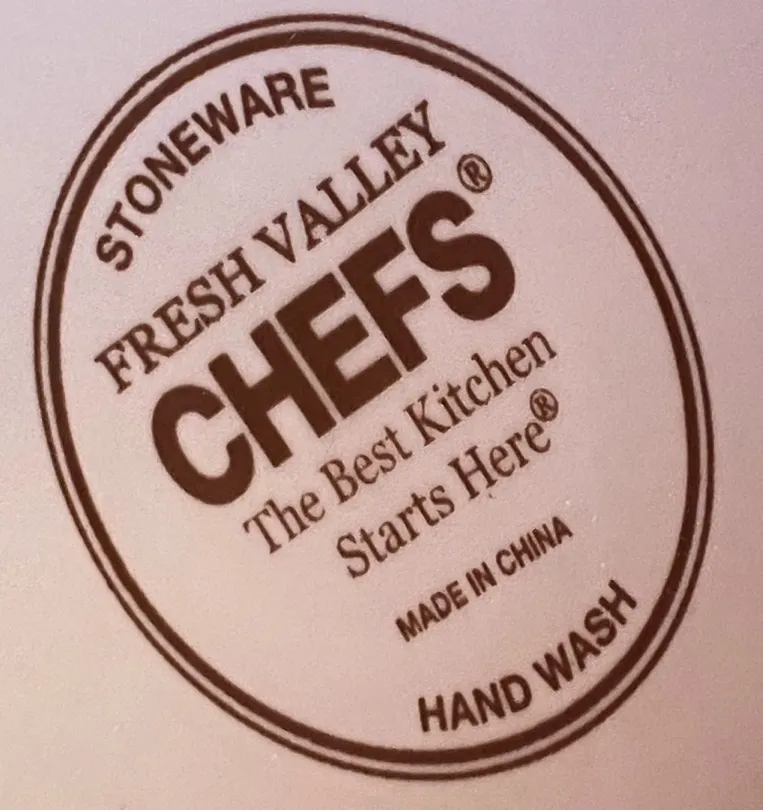 STONEWARE
FRESH VALLEY
CHEFS®
The Best Kitchen
Starts Here®
MADE IN CHINA
HAND WASH